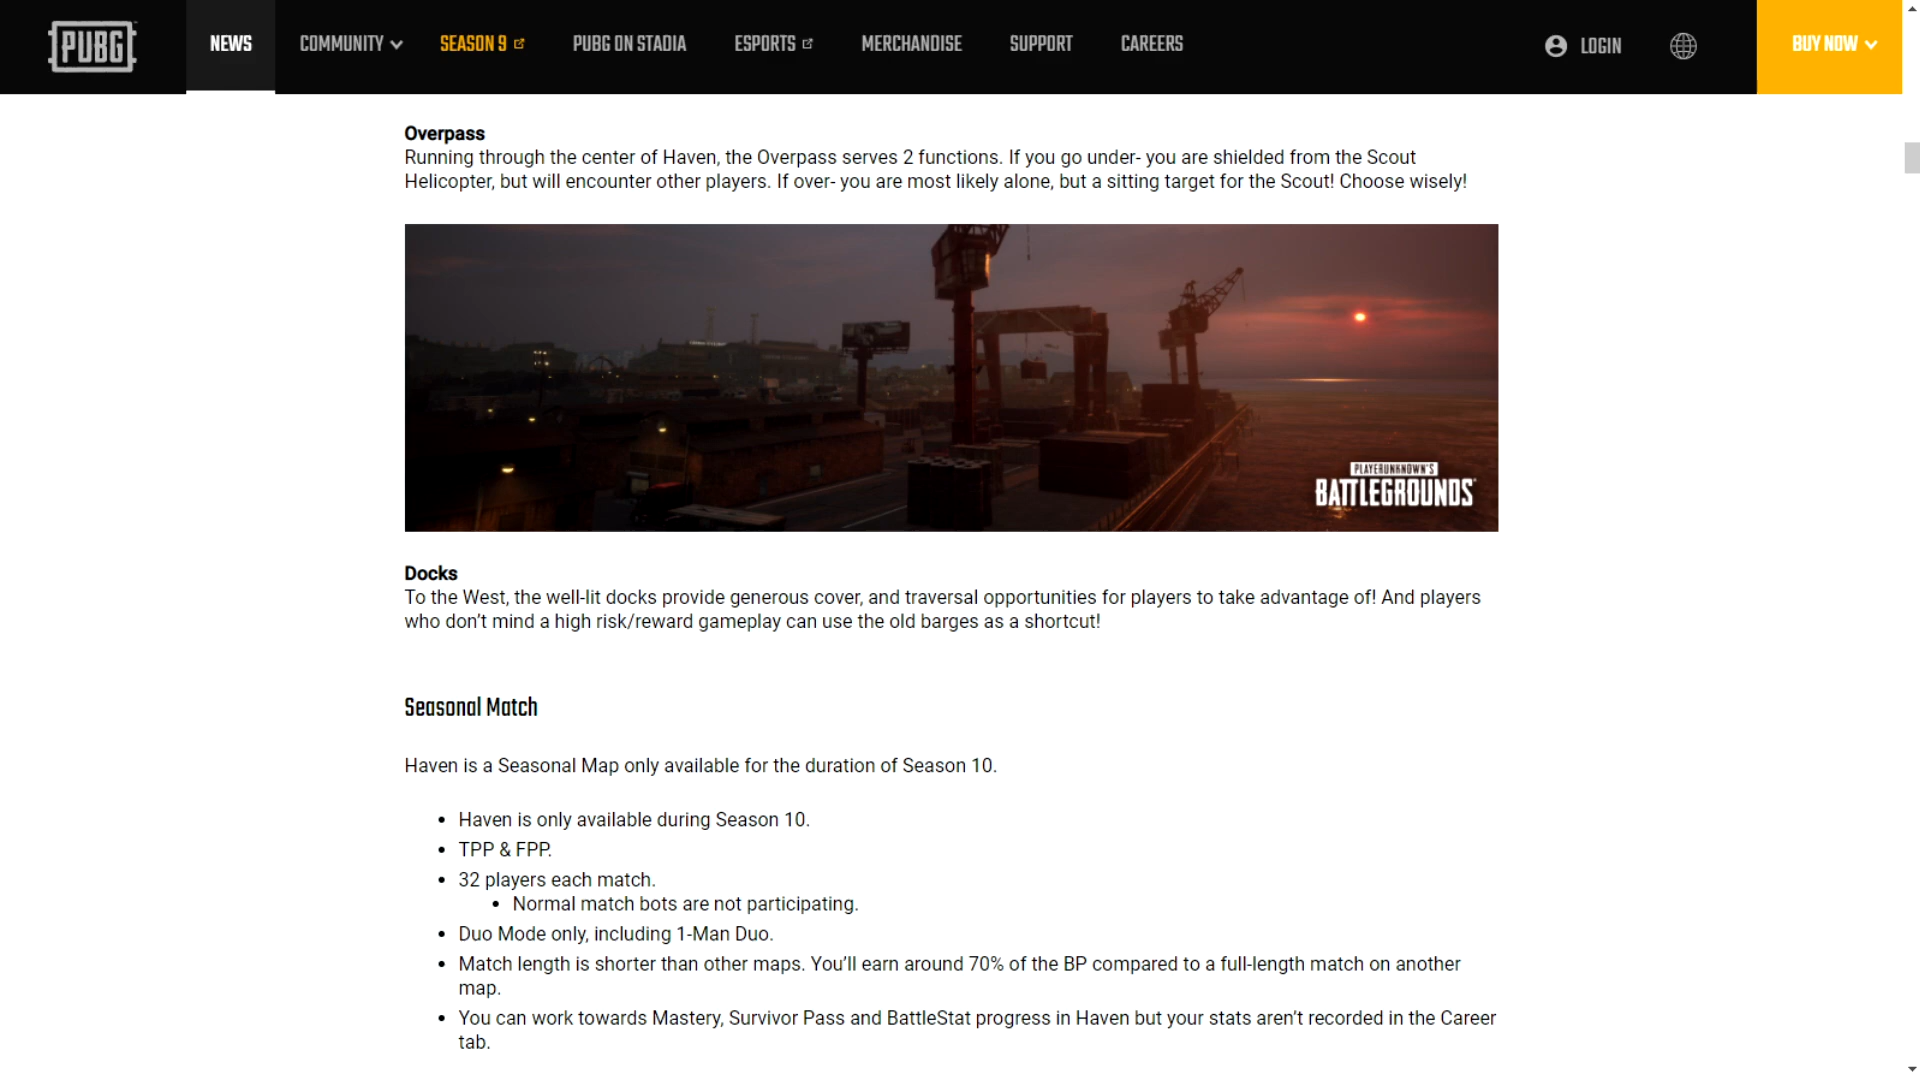 PUBG
NEWS
COMMUNITY
SEASON 9
PUBG ON STADIA
ESPORTS
MERCHANDISE
SUPPORT
CAREERS
LOGIN
BUY NOW
Overpass
Running through the center of Haven, the Overpass serves 2 functions. If you go under- you are shielded from the Scout
Helicopter, but will encounter other players. If over- you are most likely alone, but a sitting target for the Scout! Choose wisely!
PLAYERUNKNOWN'S
BATTLEGROUNDS
Docks
To the West, the well-lit docks provide generous cover, and traversal opportunities for players to take advantage of! And players
who don’t mind a high risk/reward gameplay can use the old barges as a shortcut!
Seasonal Match
Haven is a Seasonal Map only available for the duration of Season 10.
• Haven is only available during Season 10.
• TPP & FPP.
• 32 players each match.
• Normal match bots are not participating.
• Duo Mode only, including 1-Man Duo.
• Match length is shorter than other maps. You’ll earn around 70% of the BP compared to a full-length match on another
map.
• You can work towards Mastery, Survivor Pass and BattleStat progress in Haven but your stats aren’t recorded in the Career
tab.